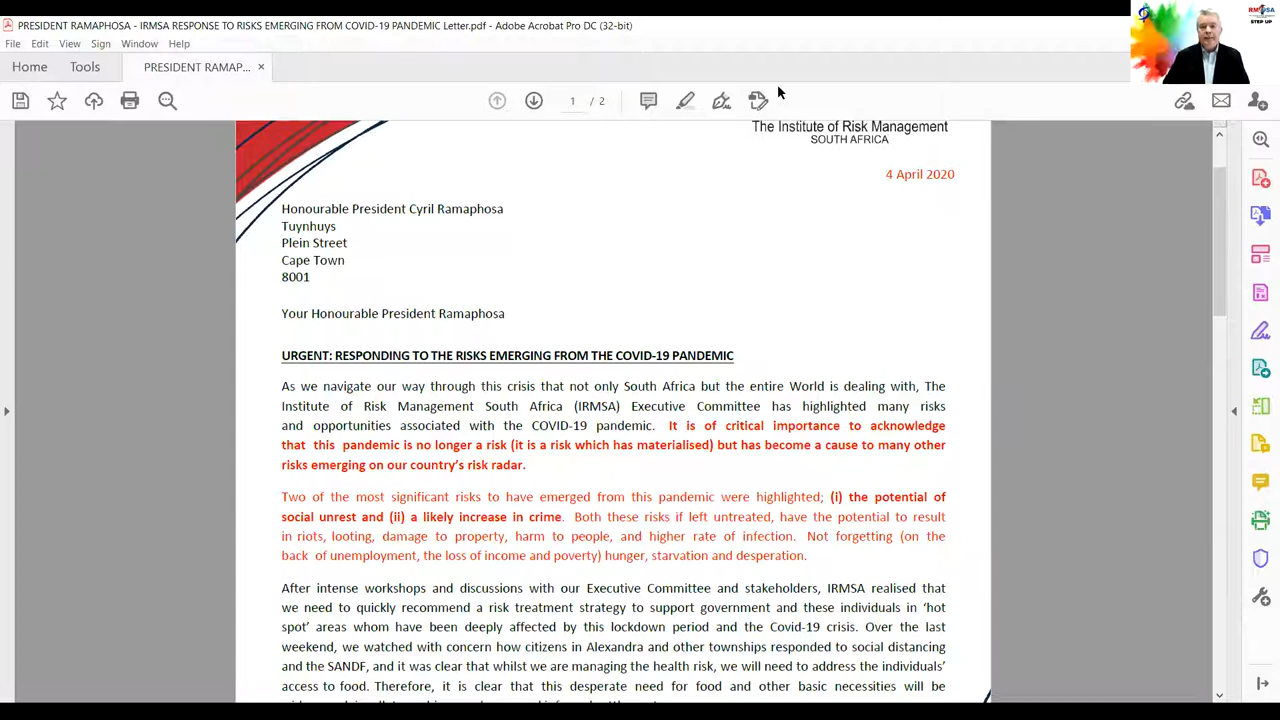 PRESIDENT RAMAPHOSA - IRMSA RESPONSE TO RISKS EMERGING FROM COVID-19 PANDEMIC Letter.pdf - Adobe Acrobat Pro DC (32-bit)
File Edit View Sign Window Help
Home Tools PRESIDENT RAMAP... ×
1 / 2
STEP UP
The Institute of Risk Management
SOUTH AFRICA
4 April 2020
Honourable President Cyril Ramaphosa
Tuynhuys
Plein Street
Cape Town
8001
Your Honourable President Ramaphosa
URGENT: RESPONDING TO THE RISKS EMERGING FROM THE COVID-19 PANDEMIC
As we navigate our way through this crisis that not only South Africa but the entire World is dealing with, The
Institute of Risk Management South Africa (IRMSA) Executive Committee has highlighted many risks
and opportunities associated with the COVID-19 pandemic. It is of critical importance to acknowledge
that this pandemic is no longer a risk (it is a risk which has materialised) but has become a cause to many other
risks emerging on our country's risk radar.
Two of the most significant risks to have emerged from this pandemic were highlighted; (i) the potential of
social unrest and (ii) a likely increase in crime. Both these risks if left untreated, have the potential to result
in riots, looting, damage to property, harm to people, and higher rate of infection. Not forgetting (on the
back of unemployment, the loss of income and poverty) hunger, starvation and desperation.
After intense workshops and discussions with our Executive Committee and stakeholders, IRMSA realised that
we need to quickly recommend a risk treatment strategy to support government and these individuals in 'hot
spot' areas whom have been deeply affected by this lockdown period and the Covid-19 crisis. Over the last
weekend, we watched with concern how citizens in Alexandra and other townships responded to social distancing
and the SANDF, and it was clear that whilst we are managing the health risk, we will need to address the individuals'
access to food. Therefore, it is clear that this desperate need for food and other basic necessities will be